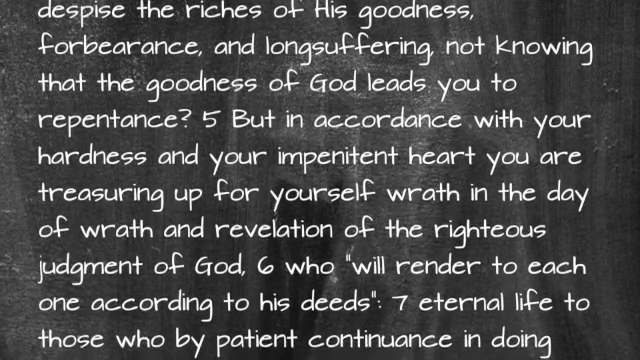 despise the riches of His goodness,
forbearance, and longsuffering, not knowing
that the goodness of God leads you to
repentance? 5 But in accordance with your
hardness and your impenitent heart you are
treasuring up for yourself wrath in the day
of wrath and revelation of the righteous
judgment of God, 6 who "will render to each
one according to his deeds": 7 eternal life to
those who by patient continuance in doing